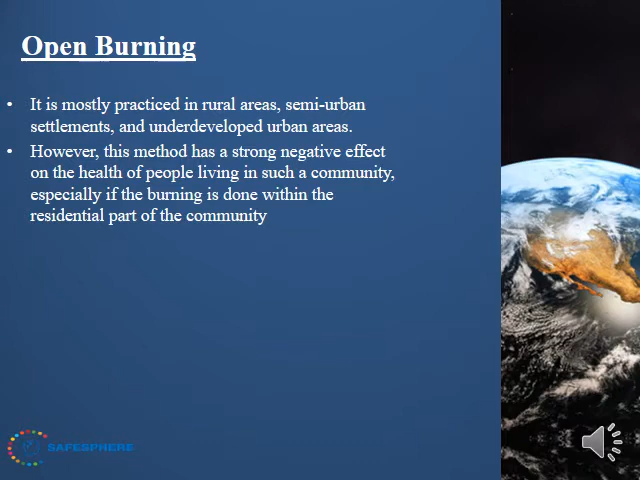 Open Burning
• It is mostly practiced in rural areas, semi-urban
settlements, and underdeveloped urban areas.
• However, this method has a strong negative effect
on the health of people living in such a community,
especially if the burning is done within the
residential part of the community
SAFESPHERE